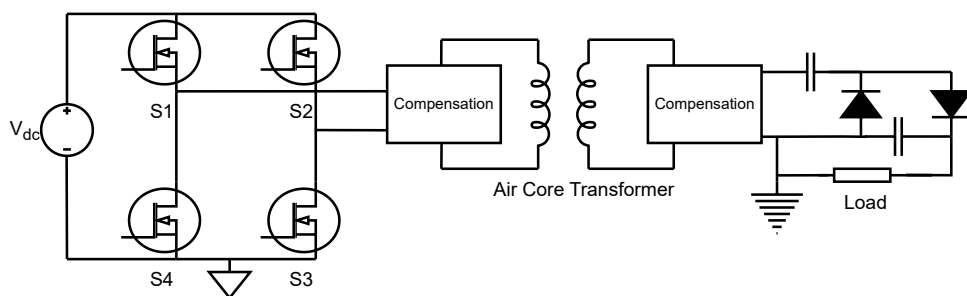 S1
S2
V_dc
+
-
Compensation
Compensation
Air Core Transformer
Load
S4
S3